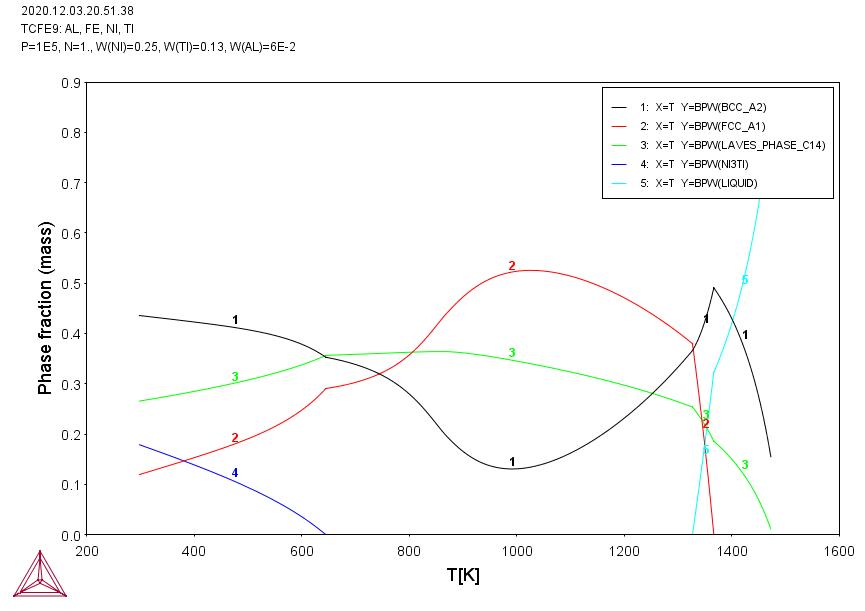 2020.12.03.20.51.38
TCFE9: AL, FE, NI, TI
P=1E5, N=1., W(NI)=0.25, W(TI)=0.13, W(AL)=6E-2
1: X=T Y=BPW(BCC_A2)
2: X=T Y=BPW(FCC_A1)
3: X=T Y=BPW(LAVES_PHASE_C14)
4: X=T Y=BPW(NI3TI)
5: X=T Y=BPW(LIQUID)
Phase fraction (mass)
0.9
0.8
0.7
0.6
0.5
0.4
0.3
0.2
0.1
0.0
1
3
2
4
2
3
1
5
1
1
3
2
5
3
200 400 600 800 1000 1200 1400 1600
T[K]